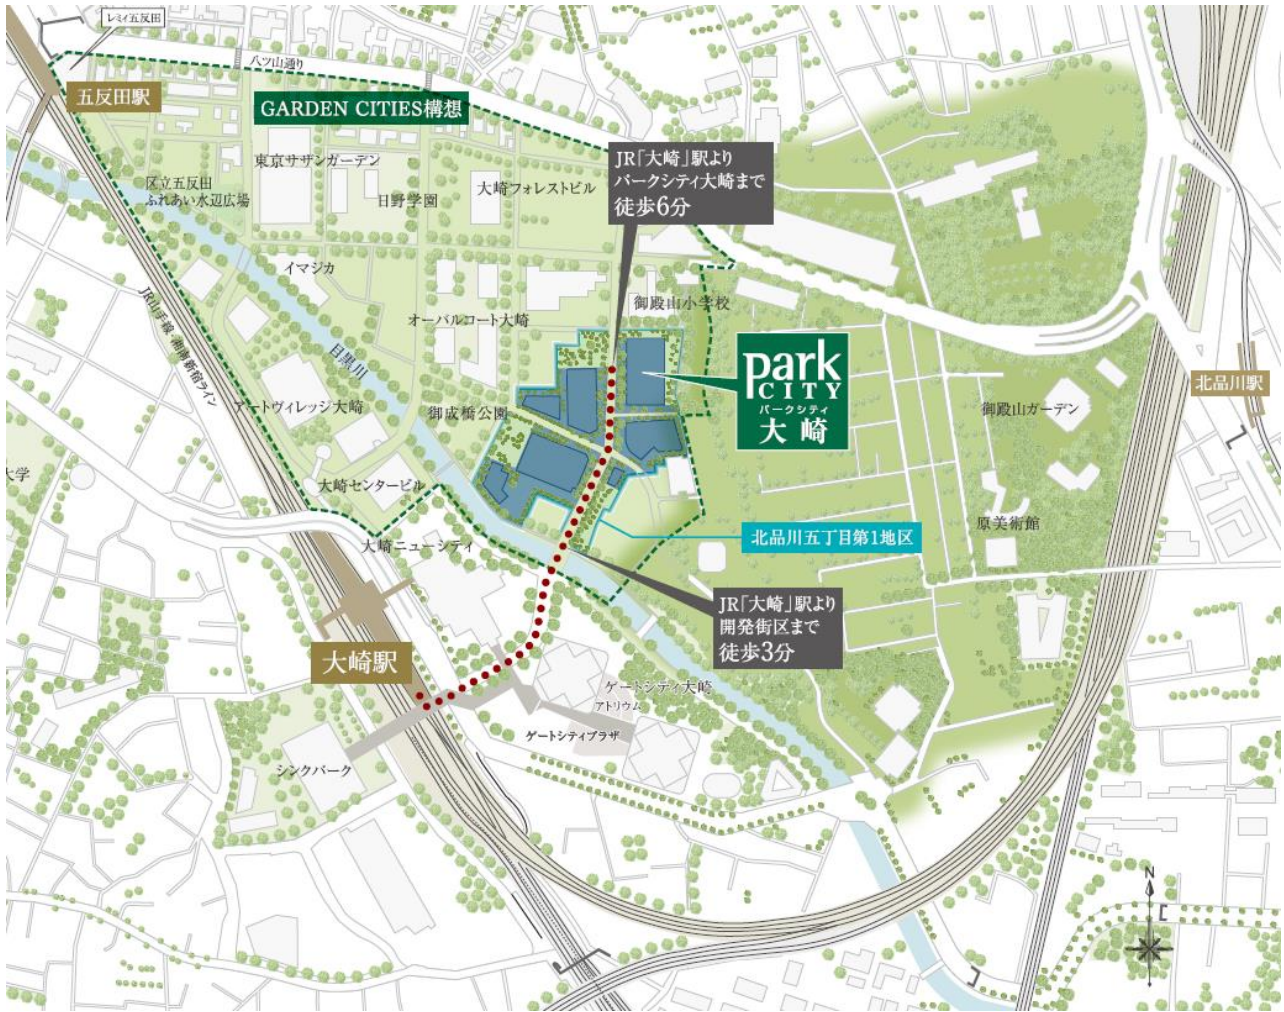 レミィ五反田
八ツ山通り
五反田駅
GARDEN CITIES構想
東京サザンガーデン
区立五反田
ふれあい水辺広場
日野学園
大崎フォレストビル
JR「大崎」駅より
パークシティ大崎まで
徒歩6分
イマジカ
御殿山小学校
オーバルコート大崎
JR山手線・湘南新宿ライン
目黒川
park
CITY
パークシティ
大崎
北品川駅
アートヴィレッジ大崎
御成橋公園
御殿山ガーデン
大学
大崎センタービル
原美術館
北品川五丁目第1地区
大崎ニューシティ
JR「大崎」駅より
開発街区まで
徒歩3分
大崎駅
ゲートシティ大崎
アトリウム
ゲートシティプラザ
シンクパーク
N